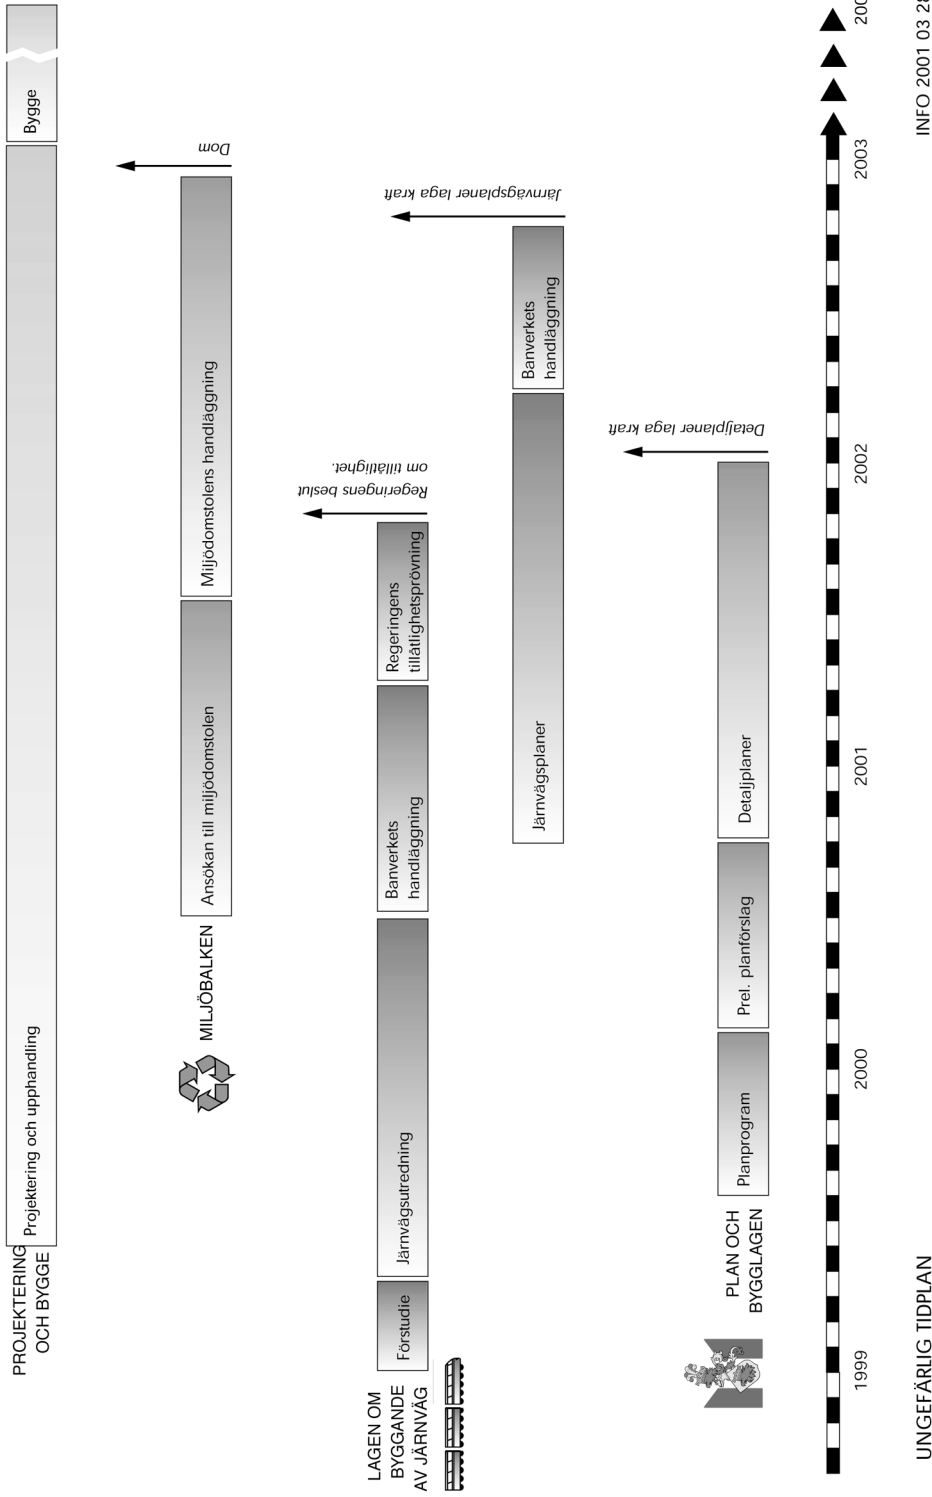 PROJEKTERING
OCH BYGGE
Projektering och upphandling
Bygge
MILJÖBALKEN
Ansökan till miljödomstolen
Miljödomstolens handläggning
Dom
LAGEN OM
BYGGANDE
AV JÄRNVÄG
Förstudie
Järnvägsutredning
Banverkets
handläggning
Regeringens
tillåtlighetsprövning
Regeringens beslut
om tillåtlighet.
Järnvägsplaner
Banverkets
handläggning
Järnvägsplaner laga kraft
PLAN OCH
BYGGLAGEN
Planprogram
Prel. planförslag
Detaljplaner
Detaljplaner laga kraft
1999
2000
2001
2002
2003
UNGEFÄRLIG TIDPLAN
INFO 2001 03 28